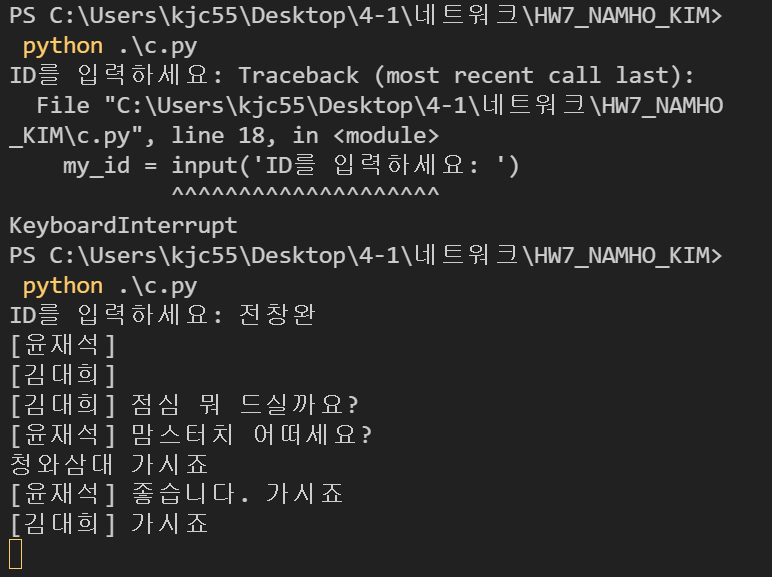 PS C:\Users\kjc55\Desktop\4-1\네트워크\HW7_NAMHO_KIM>
python .\c.py
ID를 입력하세요: Traceback (most recent call last):
File "C:\Users\kjc55\Desktop\4-1\네트워크\HW7_NAMHO
_KIM\c.py", line 18, in <module>
my_id = input('ID를 입력하세요: ')
^^^^^^^^^^^^^^^^^^^^
KeyboardInterrupt
PS C:\Users\kjc55\Desktop\4-1\네트워크\HW7_NAMHO_KIM>
python .\c.py
ID를 입력하세요: 전창완
[윤재석]
[김대희]
[김대희] 점심 뭐 드실까요?
[윤재석] 맘스터치 어떠세요?
청와삼대 가시죠
[윤재석] 좋습니다. 가시죠
[김대희] 가시죠